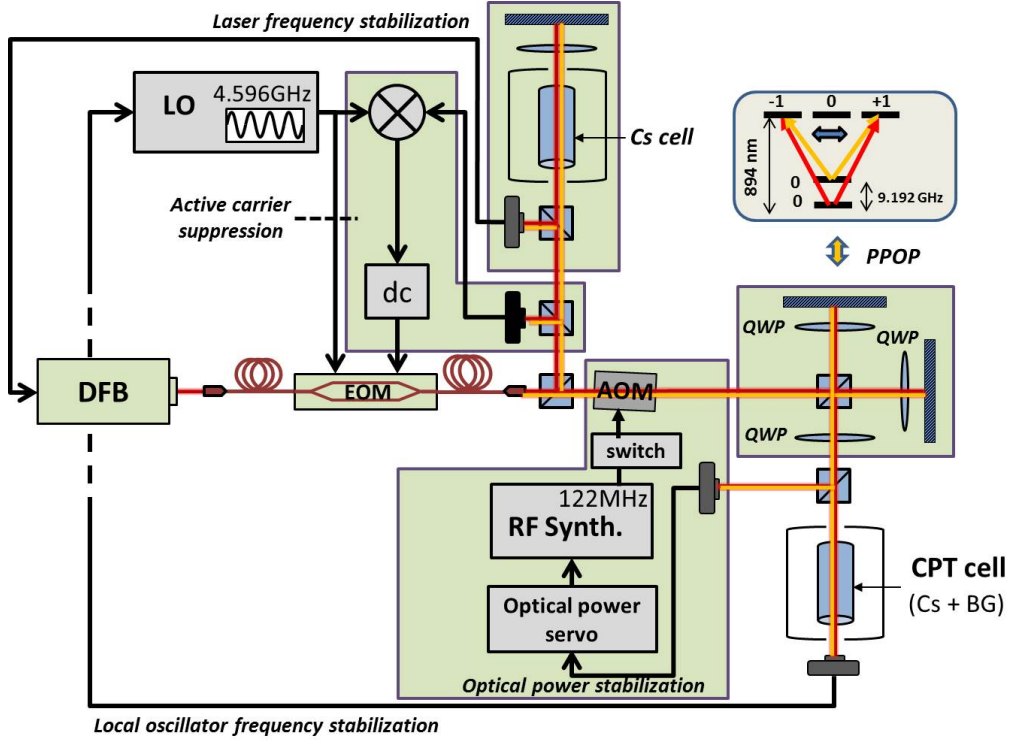 Laser frequency stabilization
LO
4.596GHz
Cs cell
Active carrier
suppression
dc
-1 0 +1
894 nm
0
0
9.192 GHz
PPOP
QWP
QWP
QWP
DFB
EOM
AOM
switch
122MHz
RF Synth.
Optical power
servo
CPT cell
(Cs + BG)
Optical power stabilization
Local oscillator frequency stabilization